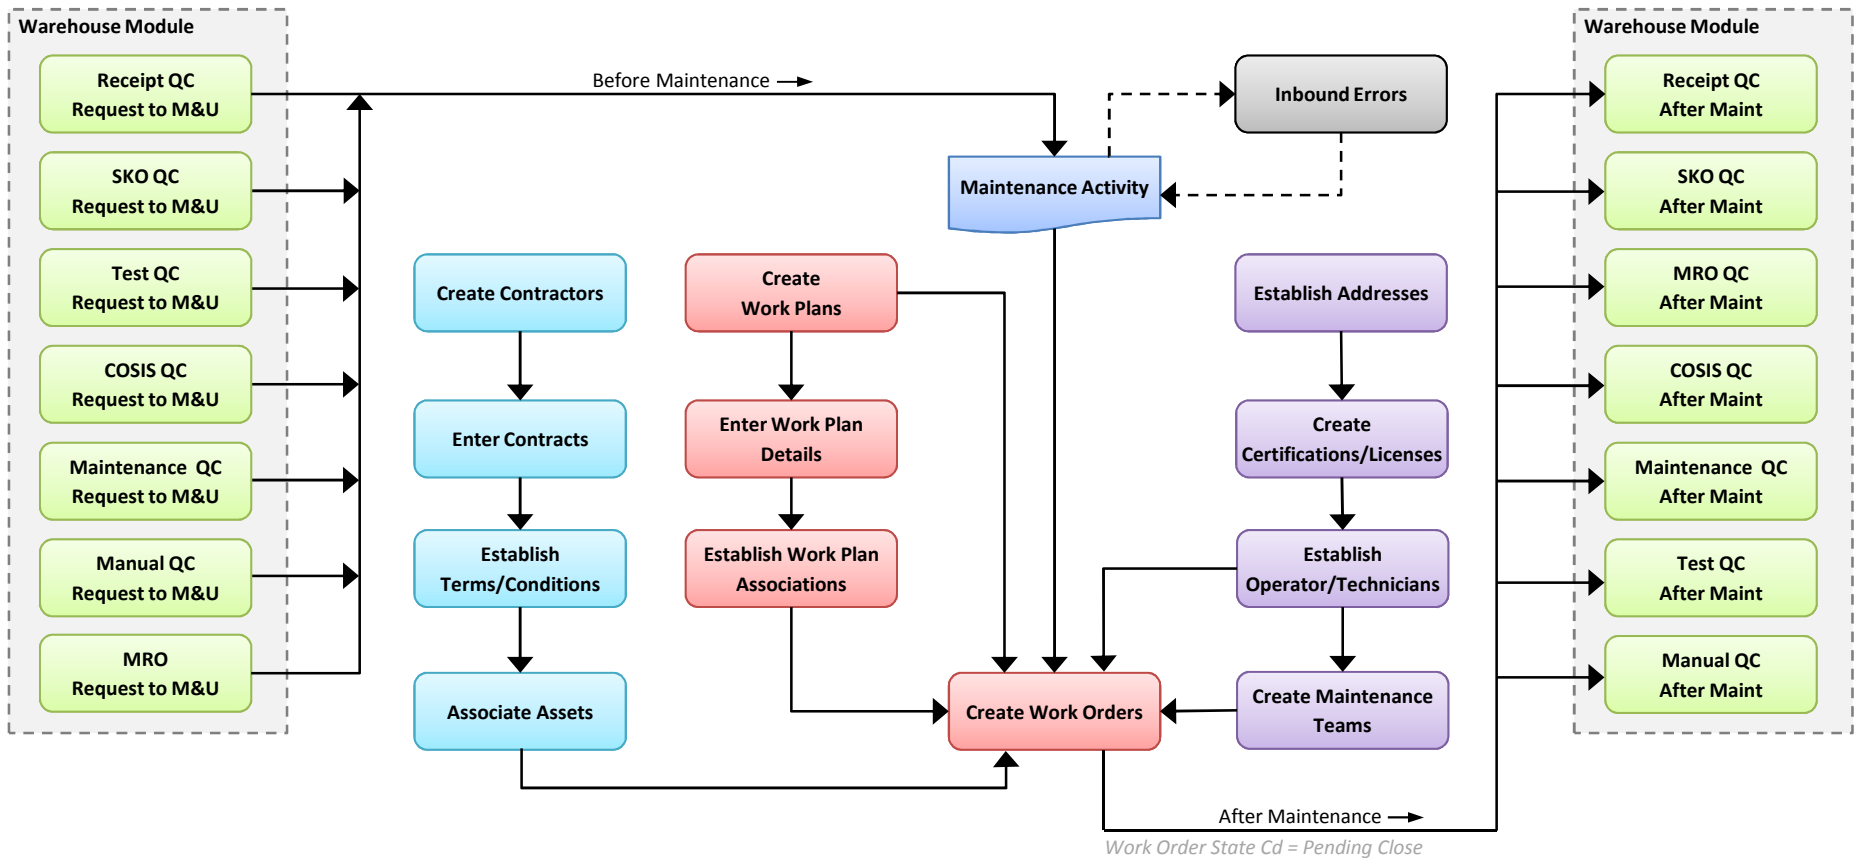 Warehouse Module
Receipt QC
Request to M&U
SKO QC
Request to M&U
Test QC
Request to M&U
COSIS QC
Request to M&U
Maintenance QC
Request to M&U
Manual QC
Request to M&U
MRO
Request to M&U
Before Maintenance
Inbound Errors
Maintenance Activity
Create Contractors
Enter Contracts
Establish
Terms/Conditions
Associate Assets
Create
Work Plans
Enter Work Plan
Details
Establish Work Plan
Associations
Create Work Orders
Establish Addresses
Create
Certifications/Licenses
Establish
Operator/Technicians
Create Maintenance
Teams
After Maintenance
Work Order State Cd = Pending Close
Warehouse Module
Receipt QC
After Maint
SKO QC
After Maint
MRO QC
After Maint
COSIS QC
After Maint
Maintenance QC
After Maint
Test QC
After Maint
Manual QC
After Maint